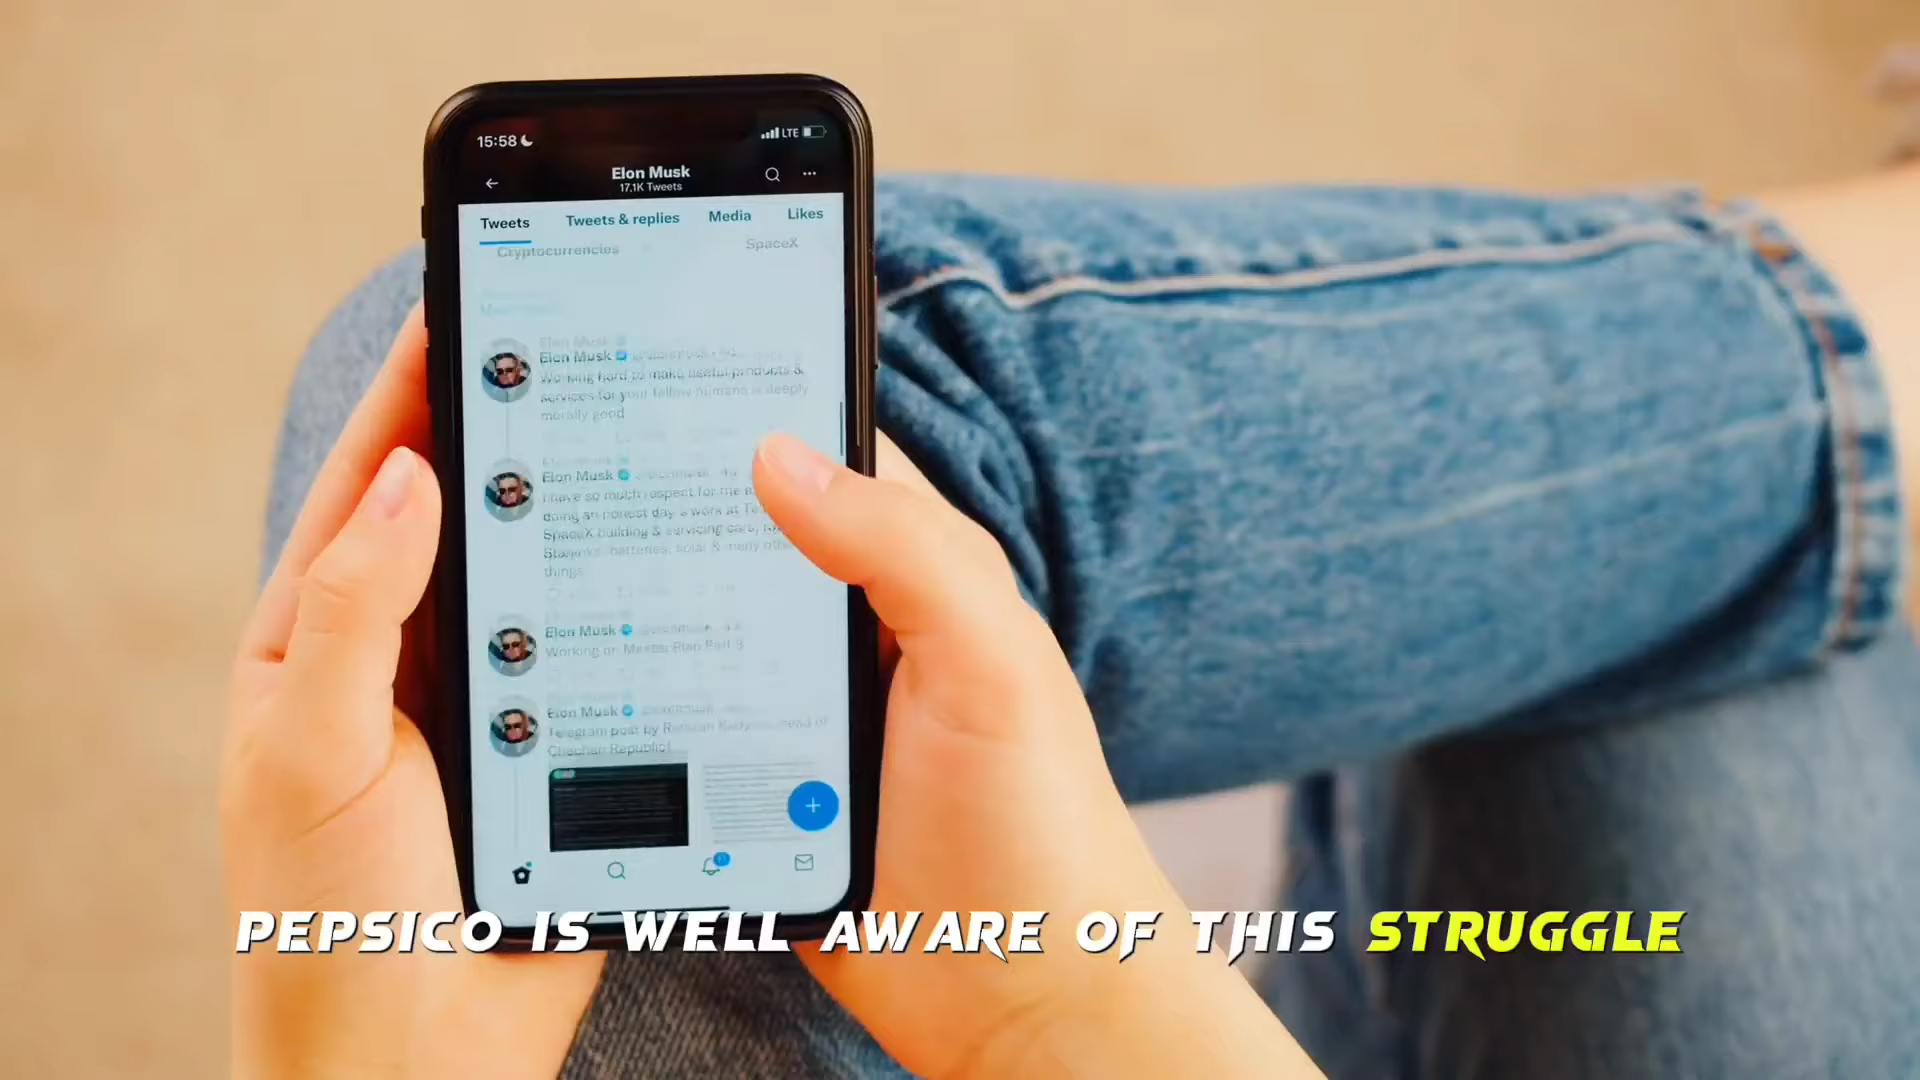 15:58
LTE
Elon Musk
17.1K Tweets
Tweets Tweets & replies Media Likes
Cryptocurrencies SpaceX
Elon Musk
Working hard to make useful products &
services for your fellow humans is deeply
morally good
Elon Musk
I have so much respect for the
doing an honest day's work at
SpaceX building & servicing cars,
batteries, solar & many
things
Elon Musk
Working on Master Plan Part 3
Elon Musk
Telegram post by Ramzan Kadyrov, head of
Chechen Republic!
PEPSICO IS WELL AWARE OF THIS STRUGGLE